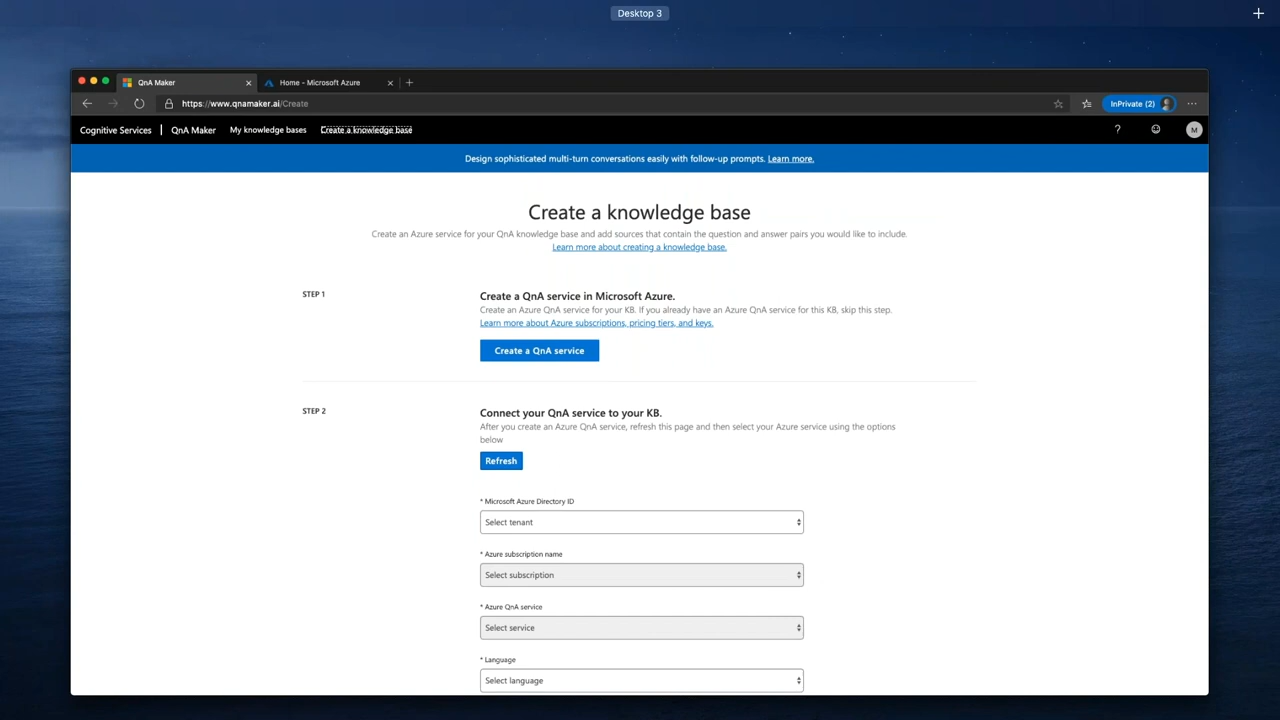 Desktop 3
QnA Maker
Home - Microsoft Azure
https://www.qnamaker.ai/Create
InPrivate (2)
Cognitive Services | QnA Maker My knowledge bases Create a knowledge base ? M
Design sophisticated multi-turn conversations easily with follow-up prompts. Learn more.
Create a knowledge base
Create an Azure service for your QnA knowledge base and add sources that contain the question and answer pairs you would like to include.
Learn more about creating a knowledge base.
STEP 1
Create a QnA service in Microsoft Azure.
Create an Azure QnA service for your KB. If you already have an Azure QnA service for this KB, skip this step.
Learn more about Azure subscriptions, pricing tiers, and keys.
Create a QnA service
STEP 2
Connect your QnA service to your KB.
After you create an Azure QnA service, refresh this page and then select your Azure service using the options
below
Refresh
* Microsoft Azure Directory ID
Select tenant
* Azure subscription name
Select subscription
* Azure QnA service
Select service
* Language
Select language